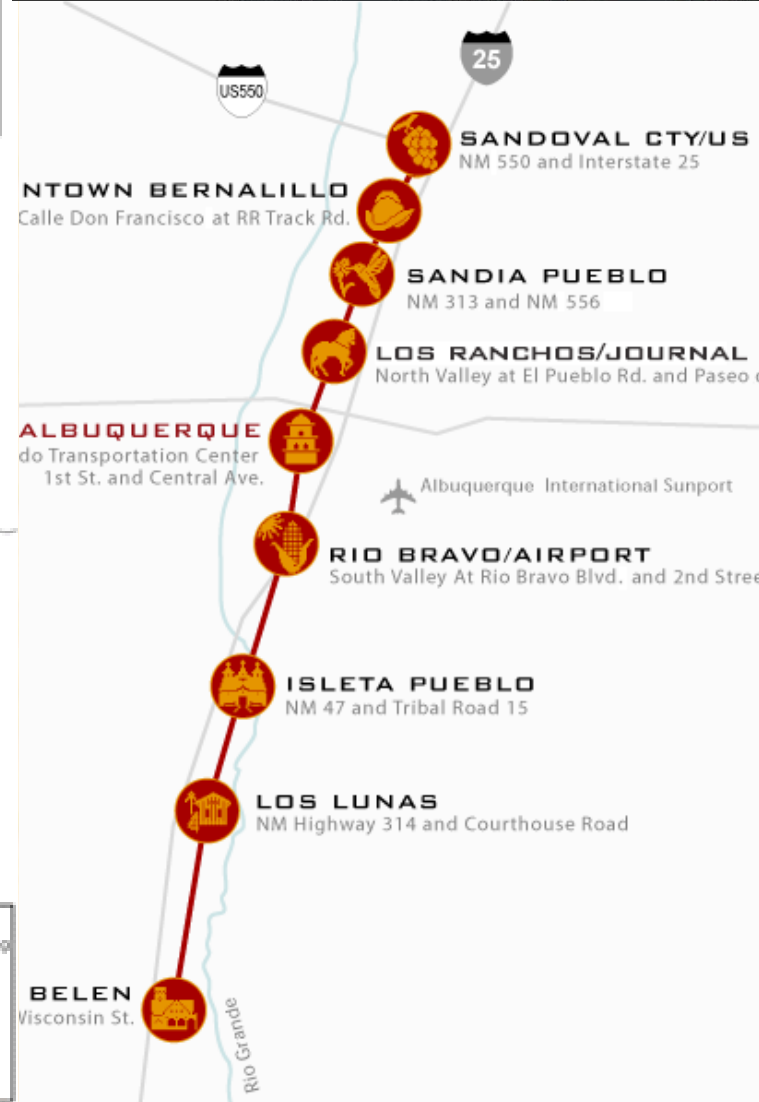 25
US550
SANDOVAL CTY/US
NM 550 and Interstate 25
NTOWN BERNALILLO
Calle Don Francisco at RR Track Rd.
SANDIA PUEBLO
NM 313 and NM 556
LOS RANCHOS/JOURNAL
North Valley at El Pueblo Rd. and Paseo
ALBUQUERQUE
do Transportation Center
1st St. and Central Ave.
Albuquerque International Sunport
RIO BRAVO/AIRPORT
South Valley At Rio Bravo Blvd. and 2nd Stree
ISLETA PUEBLO
NM 47 and Tribal Road 15
LOS LUNAS
NM Highway 314 and Courthouse Road
BELEN
Wisconsin St.
Rio Grande